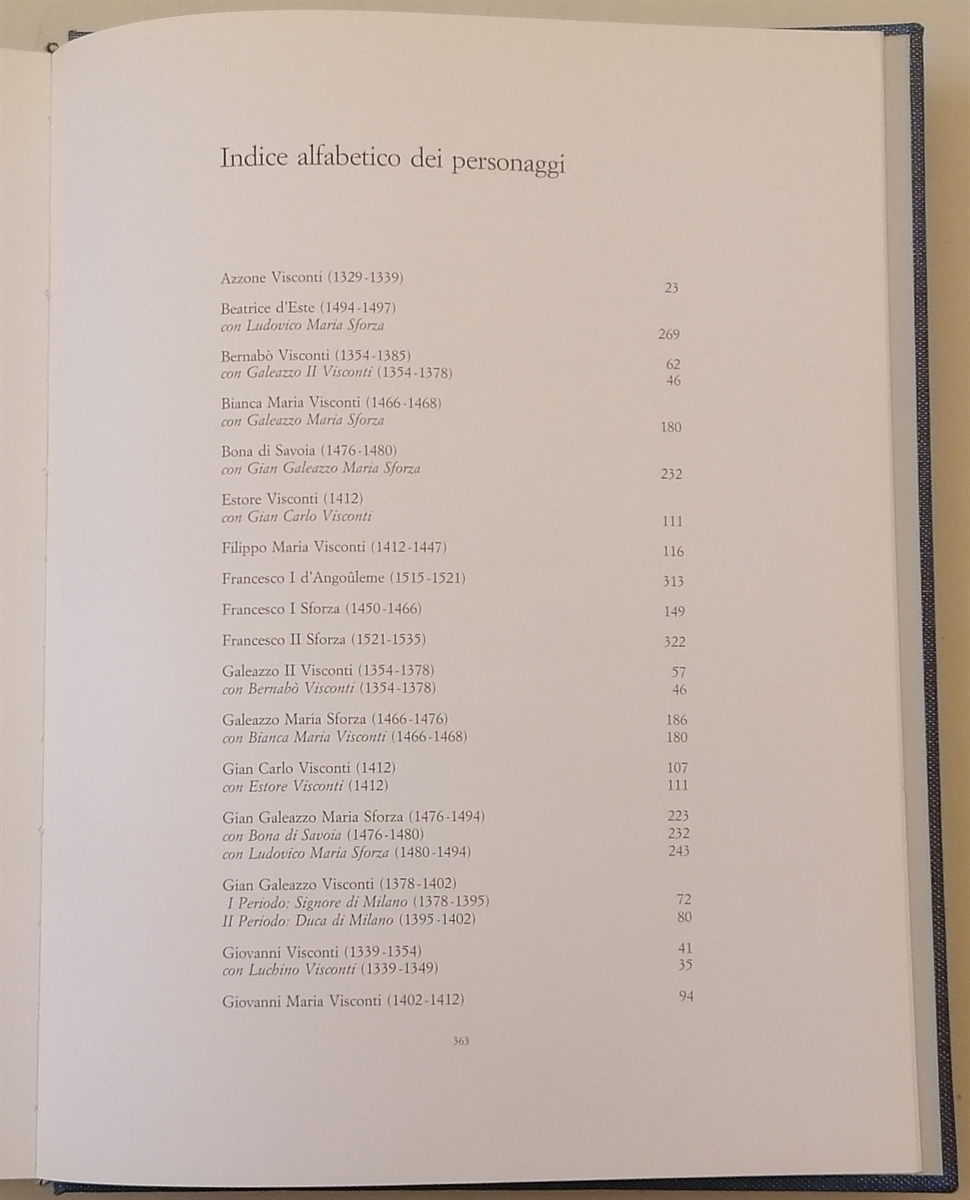 Indice alfabetico dei personaggi
Azzone Visconti (1329-1339) 23
Beatrice d'Este (1494-1497)
con Ludovico Maria Sforza 269
Bernabò Visconti (1354-1385) 62
con Galeazzo II Visconti (1354-1378) 46
Bianca Maria Visconti (1466-1468)
con Galeazzo Maria Sforza 180
Bona di Savoia (1476-1480)
con Gian Galeazzo Maria Sforza 232
Estore Visconti (1412)
con Gian Carlo Visconti 111
Filippo Maria Visconti (1412-1447) 116
Francesco I d'Angoûleme (1515-1521) 313
Francesco I Sforza (1450-1466) 149
Francesco II Sforza (1521-1535) 322
Galeazzo II Visconti (1354-1378) 57
con Bernabò Visconti (1354-1378) 46
Galeazzo Maria Sforza (1466-1476) 186
con Bianca Maria Visconti (1466-1468) 180
Gian Carlo Visconti (1412) 107
con Estore Visconti (1412) 111
Gian Galeazzo Maria Sforza (1476-1494) 223
con Bona di Savoia (1476-1480) 232
con Ludovico Maria Sforza (1480-1494) 243
Gian Galeazzo Visconti (1378-1402)
I Periodo: Signore di Milano (1378-1395) 72
II Periodo: Duca di Milano (1395-1402) 80
Giovanni Visconti (1339-1354) 41
con Luchino Visconti (1339-1349) 35
Giovanni Maria Visconti (1402-1412) 94
363